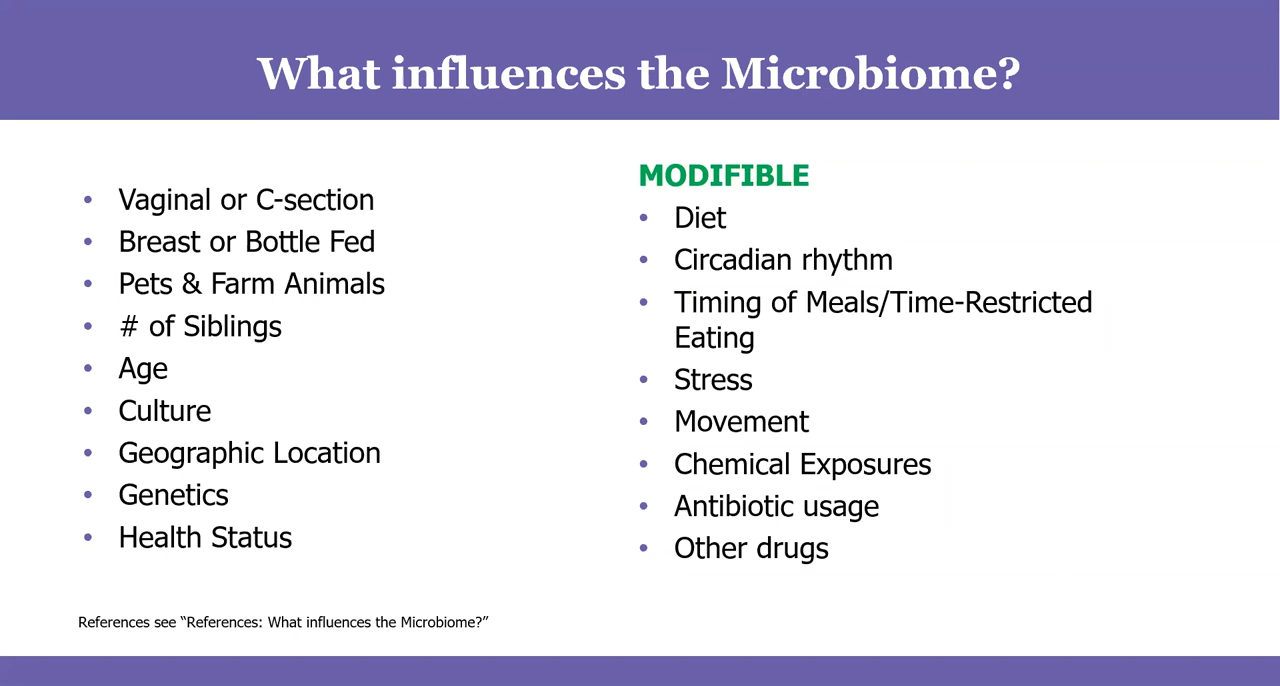 What influences the Microbiome?
• Vaginal or C-section
• Breast or Bottle Fed
• Pets & Farm Animals
• # of Siblings
• Age
• Culture
• Geographic Location
• Genetics
• Health Status
MODIFIBLE
• Diet
• Circadian rhythm
• Timing of Meals/Time-Restricted
Eating
• Stress
• Movement
• Chemical Exposures
• Antibiotic usage
• Other drugs
References see “References: What influences the Microbiome?”